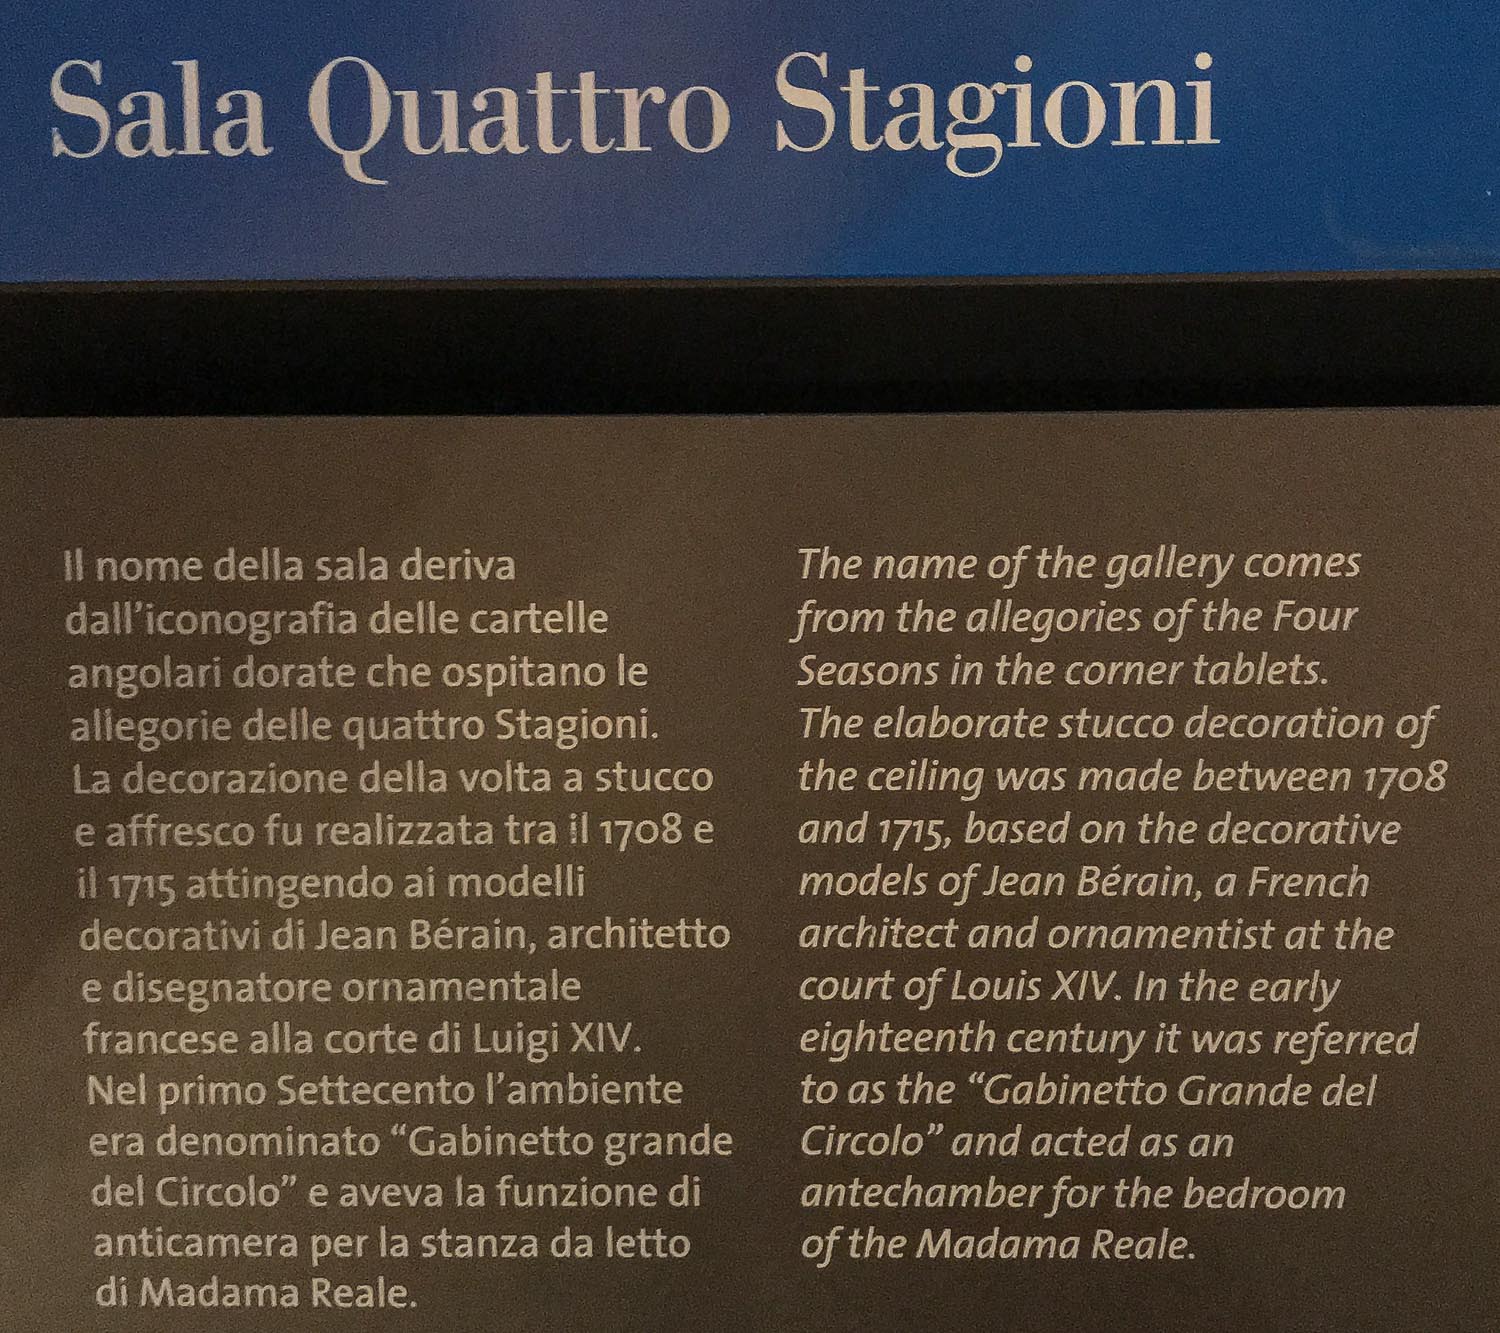 Sala Quattro Stagioni
Il nome della sala deriva
dall'iconografia delle cartelle
angolari dorate che ospitano le
allegorie delle quattro Stagioni.
La decorazione della volta a stucco
e affresco fu realizzata tra il 1708 e
il 1715 attingendo ai modelli
decorativi di Jean Bérain, architetto
e disegnatore ornamentale
francese alla corte di Luigi XIV.
Nel primo Settecento l'ambiente
era denominato “Gabinetto grande
del Circolo” e aveva la funzione di
anticamera per la stanza da letto
di Madama Reale.
The name of the gallery comes
from the allegories of the Four
Seasons in the corner tablets.
The elaborate stucco decoration of
the ceiling was made between 1708
and 1715, based on the decorative
models of Jean Bérain, a French
architect and ornamentist at the
court of Louis XIV. In the early
eighteenth century it was referred
to as the “Gabinetto Grande del
Circolo” and acted as an
antechamber for the bedroom
of the Madama Reale.